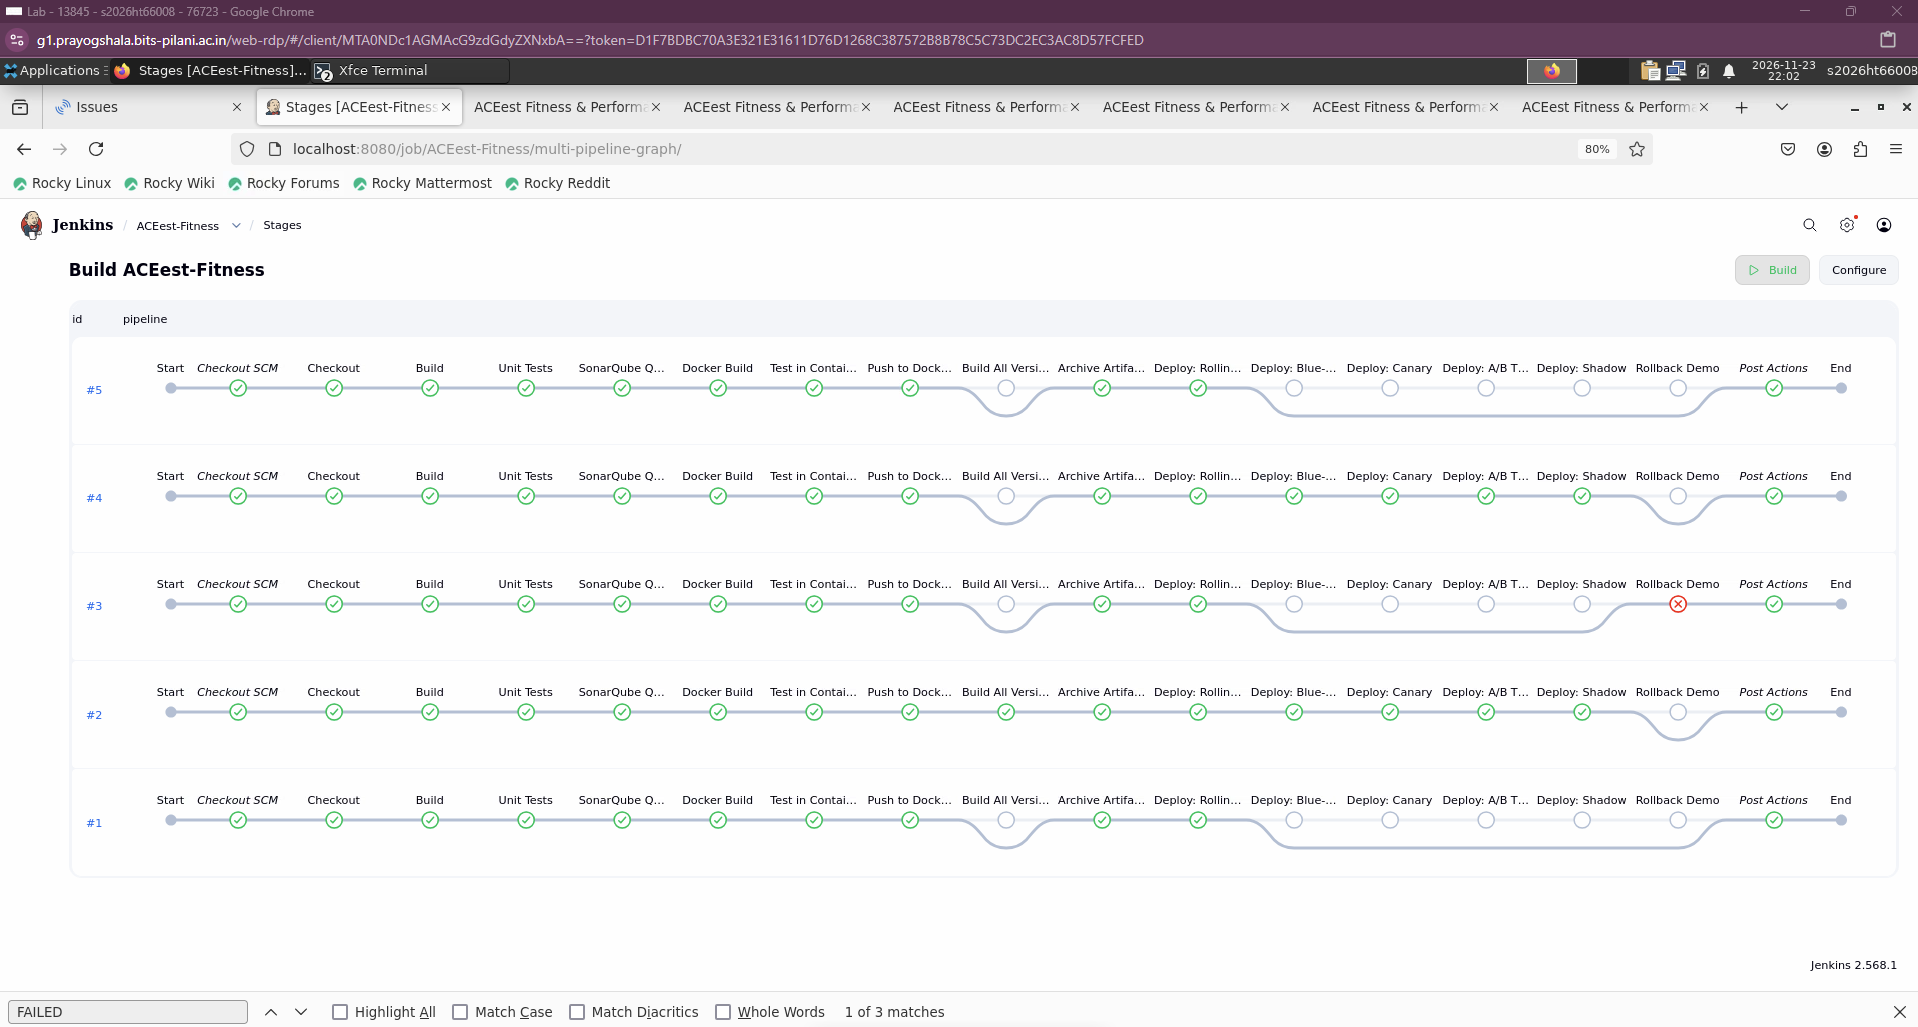 Lab - 13845 - s2026ht66008 - 76723 - Google Chrome
g1.prayogshala.bits-pilani.ac.in/web-rdp/#/client/MTA0NDc1AGMAcG9zdGdyZXNxbA==?token=D1F7BDBC70A3E321E31611D76D1268C387572B8B78C5C73DC2EC3AC8D57FCFED
Applications Stages [ACEest-Fitness]... 2 Xfce Terminal 2026-11-23 22:02 s2026ht66008
Issues Stages [ACEest-Fitness ACEest Fitness & Performa ACEest Fitness & Performa ACEest Fitness & Performa ACEest Fitness & Performa ACEest Fitness & Performa ACEest Fitness & Performa
localhost:8080/job/ACEest-Fitness/multi-pipeline-graph/ 80%
Rocky Linux Rocky Wiki Rocky Forums Rocky Mattermost Rocky Reddit
Jenkins / ACEest-Fitness / Stages
Build ACEest-Fitness Build Configure
id pipeline
Start Checkout SCM Checkout Build Unit Tests SonarQube Q... Docker Build Test in Contai... Push to Dock... Build All Versi... Archive Artifa... Deploy: Rollin... Deploy: Blue-... Deploy: Canary Deploy: A/B T... Deploy: Shadow Rollback Demo Post Actions End
#5
Start Checkout SCM Checkout Build Unit Tests SonarQube Q... Docker Build Test in Contai... Push to Dock... Build All Versi... Archive Artifa... Deploy: Rollin... Deploy: Blue-... Deploy: Canary Deploy: A/B T... Deploy: Shadow Rollback Demo Post Actions End
#4
Start Checkout SCM Checkout Build Unit Tests SonarQube Q... Docker Build Test in Contai... Push to Dock... Build All Versi... Archive Artifa... Deploy: Rollin... Deploy: Blue-... Deploy: Canary Deploy: A/B T... Deploy: Shadow Rollback Demo Post Actions End
#3
Start Checkout SCM Checkout Build Unit Tests SonarQube Q... Docker Build Test in Contai... Push to Dock... Build All Versi... Archive Artifa... Deploy: Rollin... Deploy: Blue-... Deploy: Canary Deploy: A/B T... Deploy: Shadow Rollback Demo Post Actions End
#2
Start Checkout SCM Checkout Build Unit Tests SonarQube Q... Docker Build Test in Contai... Push to Dock... Build All Versi... Archive Artifa... Deploy: Rollin... Deploy: Blue-... Deploy: Canary Deploy: A/B T... Deploy: Shadow Rollback Demo Post Actions End
#1
Jenkins 2.568.1
FAILED Highlight All Match Case Match Diacritics Whole Words 1 of 3 matches